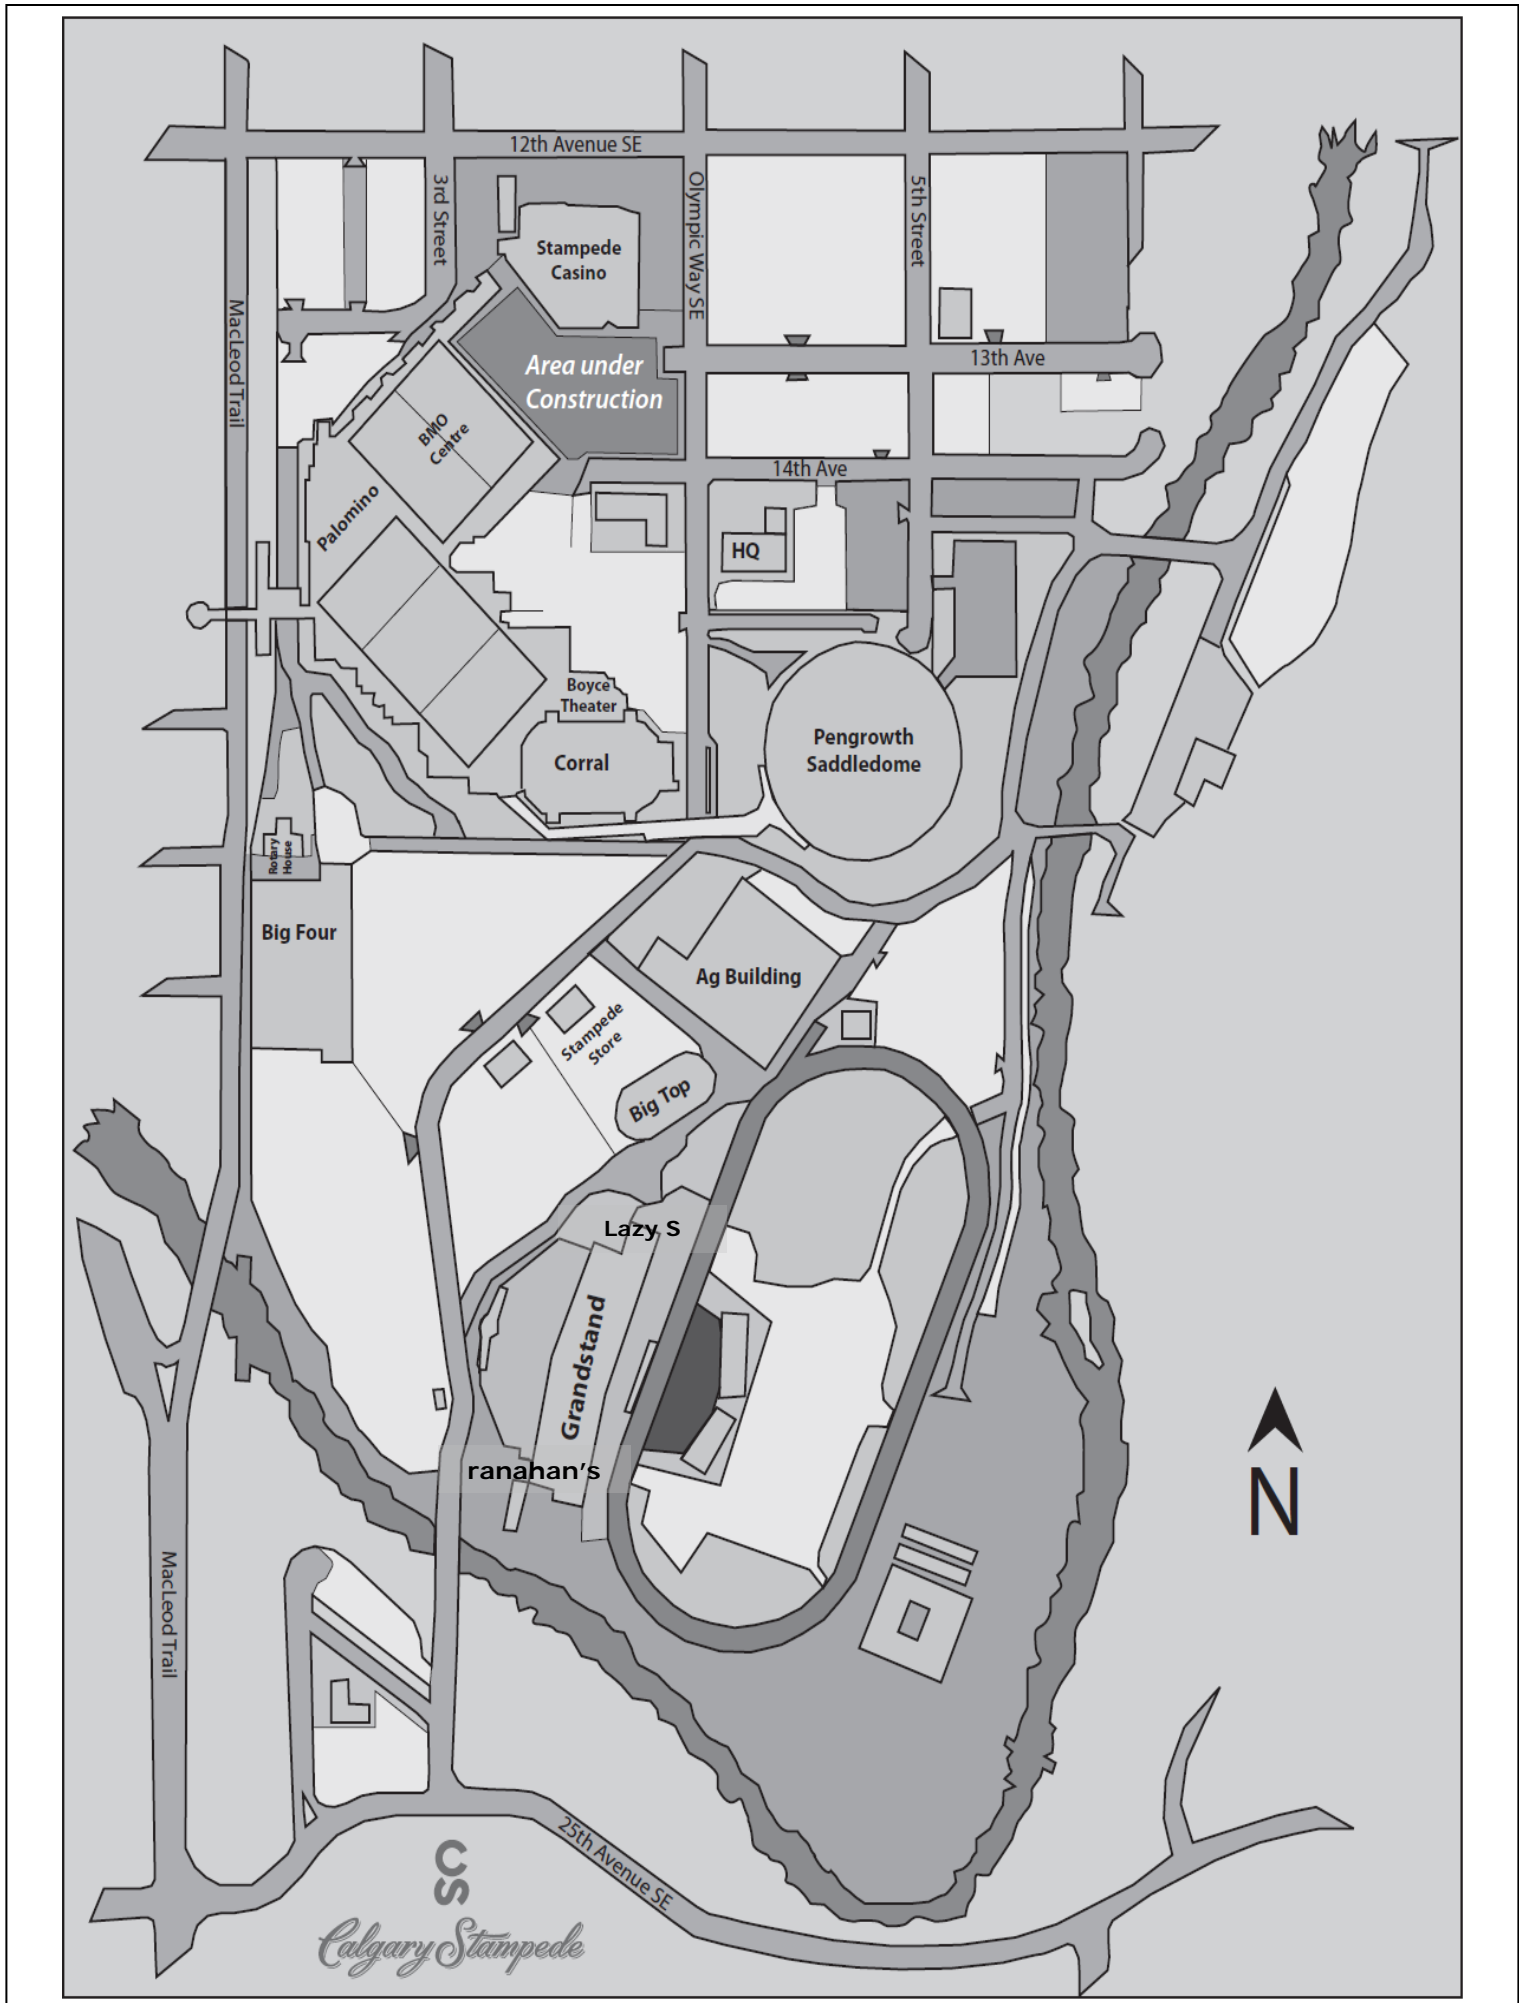 12th Avenue SE
3rd Street
Olympic Way SE
5th Street
Stampede
Casino
MacLeod Trail
Area under
Construction
13th Ave
BMO
Centre
14th Ave
Palomino
HQ
Boyce
Theater
Corral
Pengrowth
Saddledome
Rotary
House
Big Four
Ag Building
Stampede
Store
Big Top
Lazy S
Grandstand
ranahan's
N
MacLeod Trail
25th Avenue SE
CS
Calgary Stampede